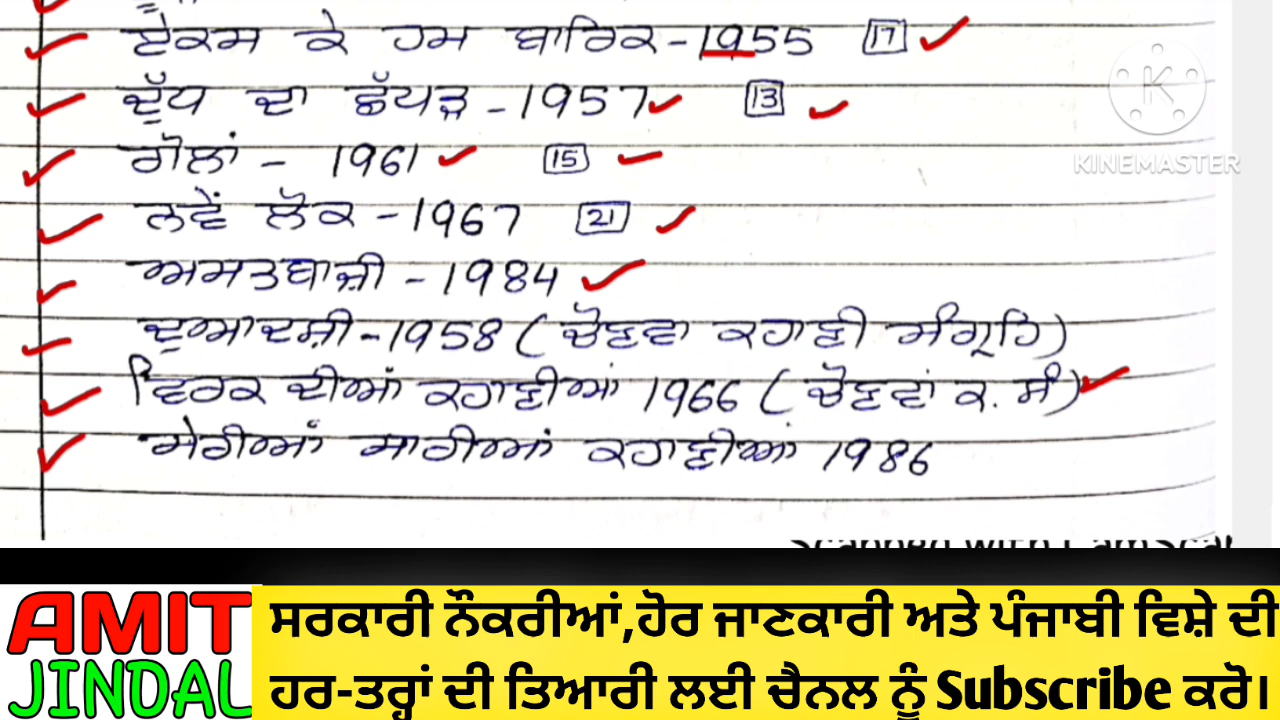 ਏਕਸ ਕੇ ਹਮ ਬਾਰਿਕ-1955 17
ਦੁੱਧ ਦਾ ਛੱਪੜ -1957 13
ਗੋਲਾਂ - 1961 15
ਨਵੇਂ ਲੋਕ -1967 21
ਅਸਤਬਾਜ਼ੀ -1984
ਦੁਆਦਸ਼ੀ-1958 (ਚੋਣਵਾਂ ਕਹਾਣੀ ਸੰਗ੍ਰਹਿ)
ਵਿਰਕ ਦੀਆਂ ਕਹਾਣੀਆਂ 1966 (ਚੋਣਵਾਂ ਕ. ਸੰ)
ਮੇਰੀਆਂ ਸਾਰੀਆਂ ਕਹਾਣੀਆਂ 1986
K
KINEMASTER
AMIT
JINDAL
ਸਰਕਾਰੀ ਨੌਕਰੀਆਂ,ਹੋਰ ਜਾਣਕਾਰੀ ਅਤੇ ਪੰਜਾਬੀ ਵਿਸ਼ੇ ਦੀ
ਹਰ-ਤਰ੍ਹਾਂ ਦੀ ਤਿਆਰੀ ਲਈ ਚੈਨਲ ਨੂੰ Subscribe ਕਰੋ।